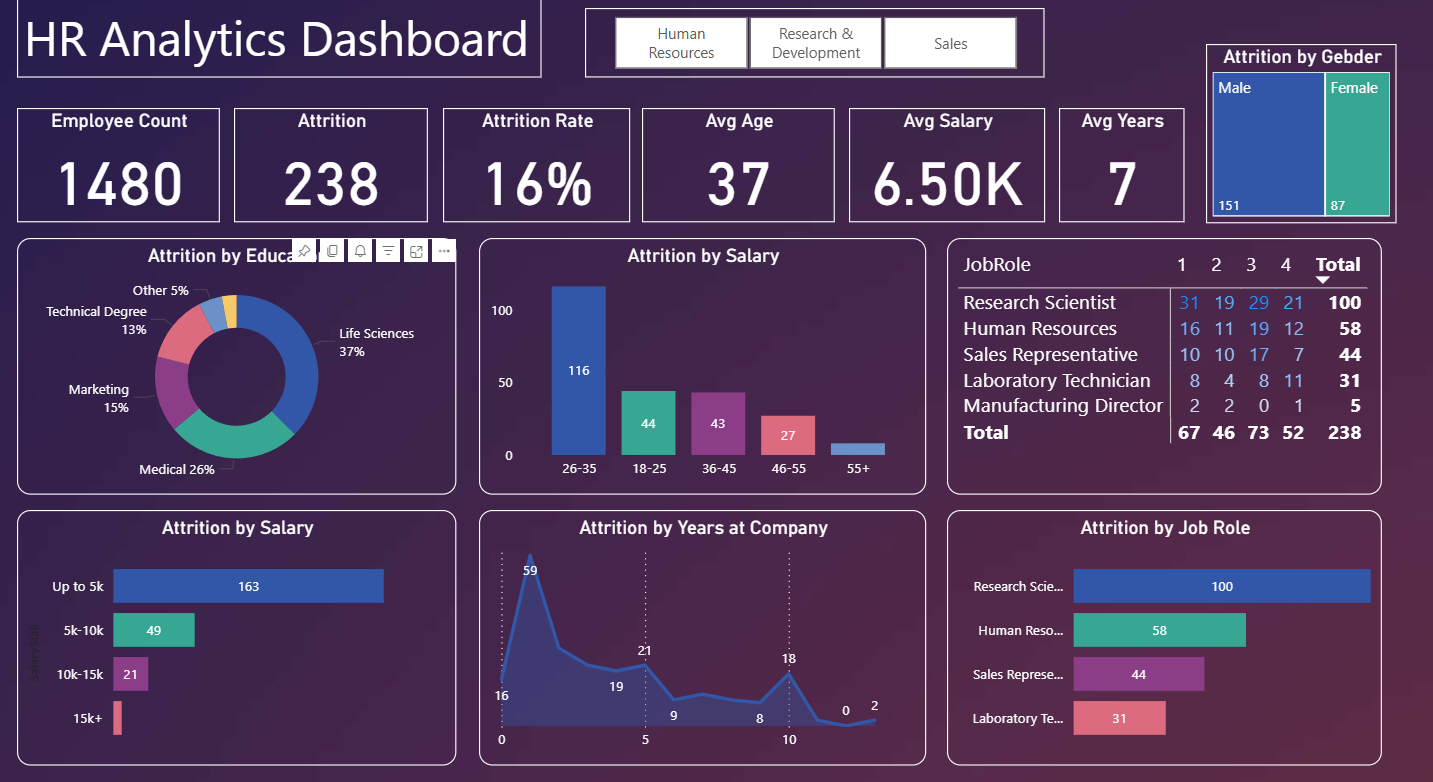 HR Analytics Dashboard
Human
Resources
Research &
Development
Sales
Attrition by Gebder
Male
Female
151
87
Employee Count
1480
Attrition
238
Attrition Rate
16%
Avg Age
37
Avg Salary
6.50K
Avg Years
7
Attrition by Educa
Other 5%
Technical Degree
13%
Life Sciences
37%
Marketing
15%
Medical 26%
Attrition by Salary
100
50
0
116
44
43
27
26-35 18-25 36-45 46-55 55+
JobRole 1 2 3 4 Total
Research Scientist 31 19 29 21 100
Human Resources 16 11 19 12 58
Sales Representative 10 10 17 7 44
Laboratory Technician 8 4 8 11 31
Manufacturing Director 2 2 0 1 5
Total 67 46 73 52 238
Attrition by Salary
SalarySlab
Up to 5k 163
5k-10k 49
10k-15k 21
15k+
Attrition by Years at Company
59
16
19
21
9
8
18
0
2
0 5 10
Attrition by Job Role
Research Scie... 100
Human Reso... 58
Sales Represe... 44
Laboratory Te... 31